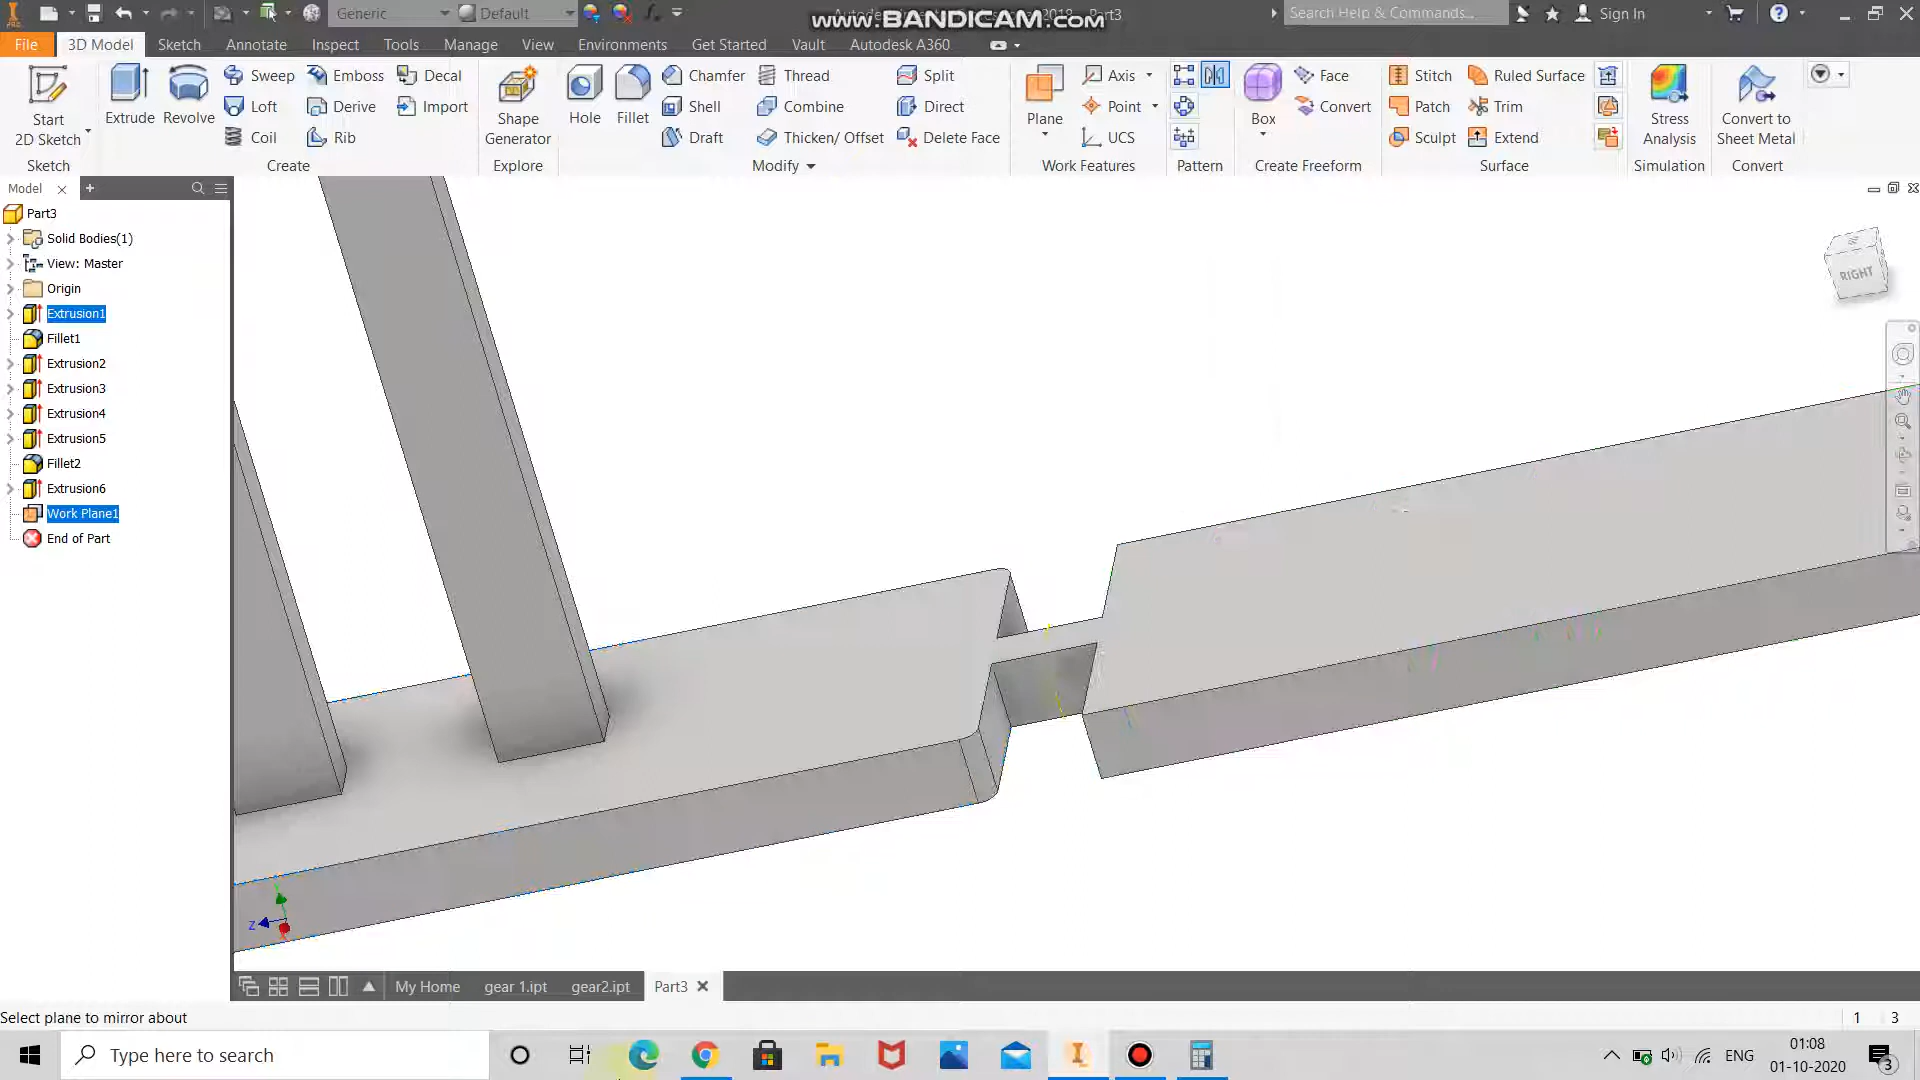 Generic
Default
Part3
www.BANDICAM.com
Search Help & Commands...
Sign In
File
3D Model
Sketch
Annotate
Inspect
Tools
Manage
View
Environments
Get Started
Vault
Autodesk A360
Start
2D Sketch
Extrude
Revolve
Sweep
Emboss
Decal
Loft
Derive
Import
Coil
Rib
Shape
Generator
Hole
Fillet
Chamfer
Thread
Split
Shell
Combine
Direct
Draft
Thicken/ Offset
Delete Face
Plane
Axis
Point
UCS
Box
Face
Convert
Stitch
Ruled Surface
Patch
Trim
Sculpt
Extend
Stress
Analysis
Convert to
Sheet Metal
Sketch
Create
Explore
Modify
Work Features
Pattern
Create Freeform
Surface
Simulation
Convert
Model
Part3
Solid Bodies(1)
View: Master
Origin
Extrusion1
Fillet1
Extrusion2
Extrusion3
Extrusion4
Extrusion5
Fillet2
Extrusion6
Work Plane1
End of Part
RIGHT
Z
My Home
gear 1.ipt
gear2.ipt
Part3
Select plane to mirror about
1
3
Type here to search
ENG
01:08
01-10-2020
3